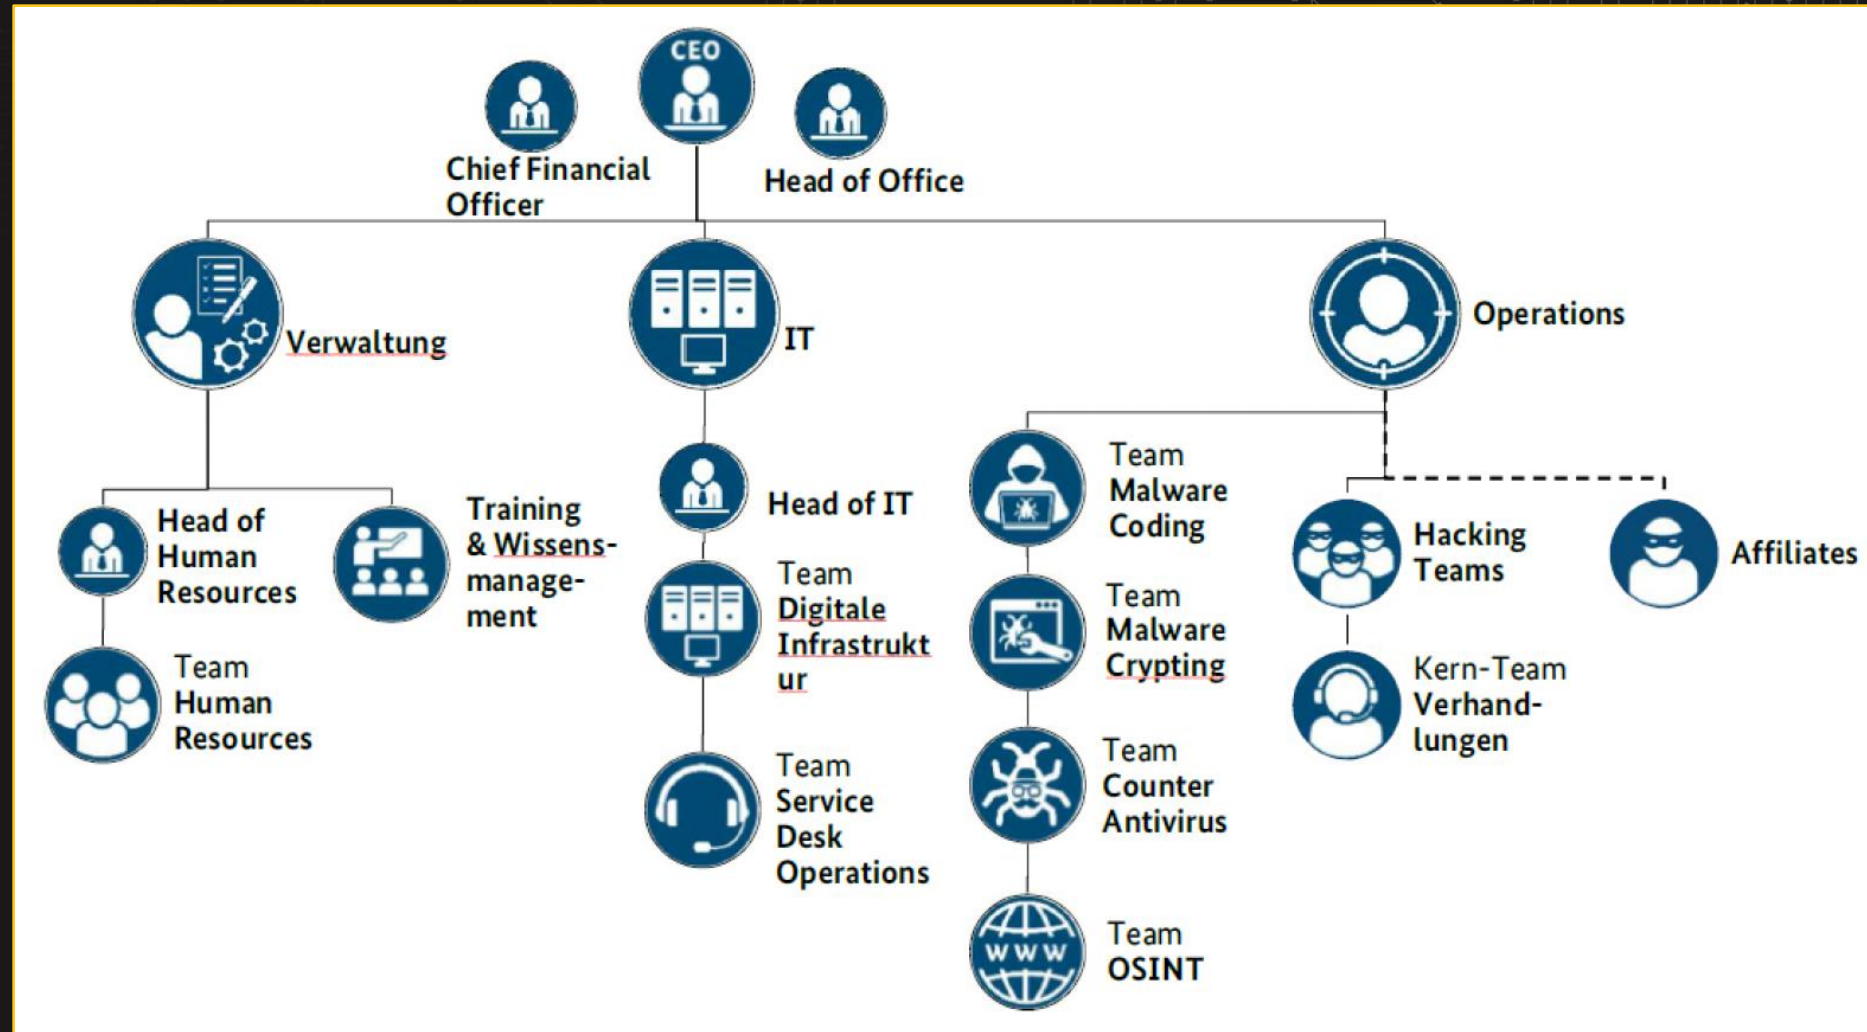 CEO
Chief Financial
Officer
Head of Office
Verwaltung
IT
Operations
Head of
Human
Resources
Training
& Wissens-
manage-
ment
Team
Human
Resources
Head of IT
Team
Digitale
Infrastrukt
ur
Team
Service
Desk
Operations
Team
Malware
Coding
Team
Malware
Crypting
Team
Counter
Antivirus
WWW
Team
OSINT
Hacking
Teams
Kern-Team
Verhand-
lungen
Affiliates